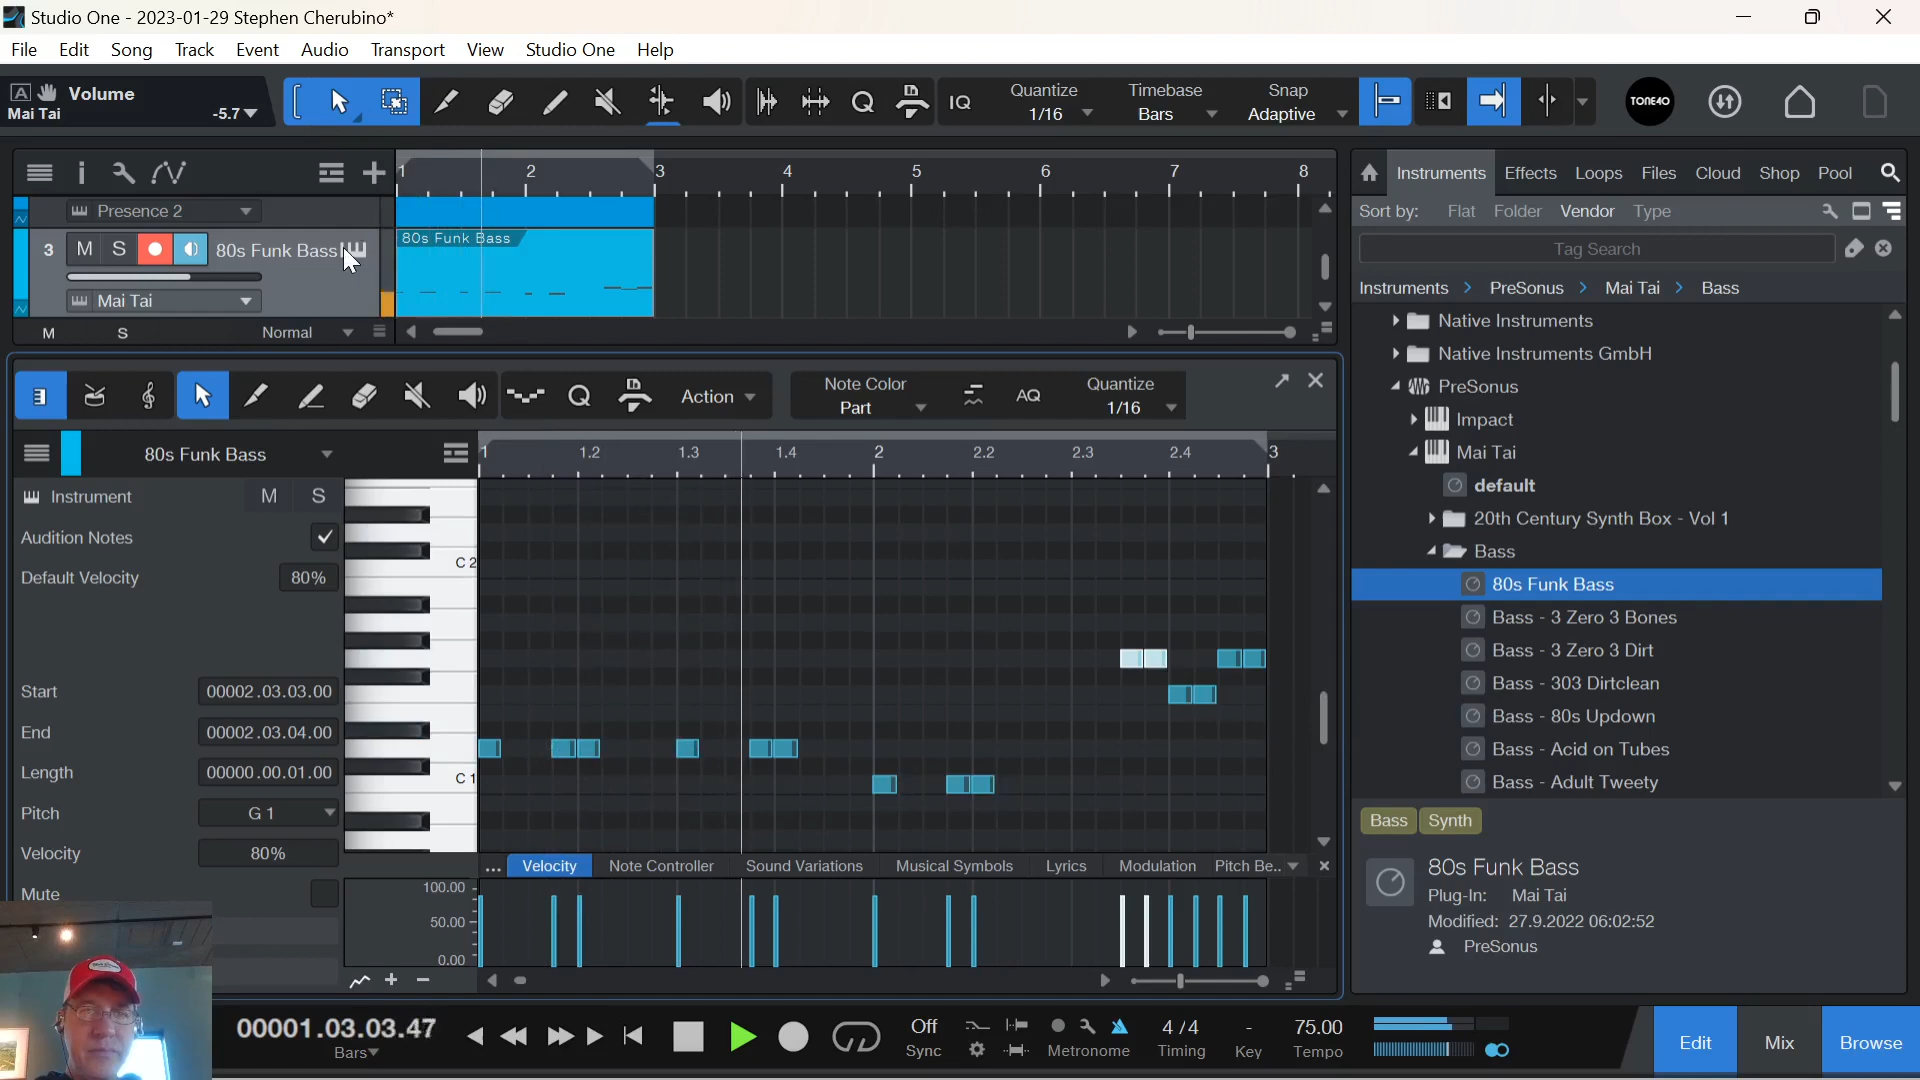 Studio One - 2023-01-29 Stephen Cherubino*
File Edit Song Track Event Audio Transport View Studio One Help
A Volume
Mai Tai -5.7
IQ
Quantize
1/16
Timebase
Bars
Snap
Adaptive
TONE40
1 2 3 4 5 6 7 8
Presence 2
3 M S 80s Funk Bass
Mai Tai
80s Funk Bass
M S Normal
Action
Note Color
Part
AQ
Quantize
1/16
80s Funk Bass
1 1.2 1.3 1.4 2 2.2 2.3 2.4 3
Instrument M S
Audition Notes
Default Velocity 80%
Start 00002.03.03.00
End 00002.03.04.00
Length 00000.00.01.00
Pitch G 1
Velocity 80%
Mute
C 2
C 1
... Velocity Note Controller Sound Variations Musical Symbols Lyrics Modulation Pitch Be..
100.00
50.00
0.00
Instruments Effects Loops Files Cloud Shop Pool
Sort by: Flat Folder Vendor Type
Tag Search
Instruments > PreSonus > Mai Tai > Bass
Native Instruments
Native Instruments GmbH
PreSonus
Impact
Mai Tai
default
20th Century Synth Box - Vol 1
Bass
80s Funk Bass
Bass - 3 Zero 3 Bones
Bass - 3 Zero 3 Dirt
Bass - 303 Dirtclean
Bass - 80s Updown
Bass - Acid on Tubes
Bass - Adult Tweety
Bass Synth
80s Funk Bass
Plug-In: Mai Tai
Modified: 27.9.2022 06:02:52
PreSonus
00001.03.03.47
Bars
Off
Sync
Metronome
4 / 4
Timing
-
Key
75.00
Tempo
Edit Mix Browse